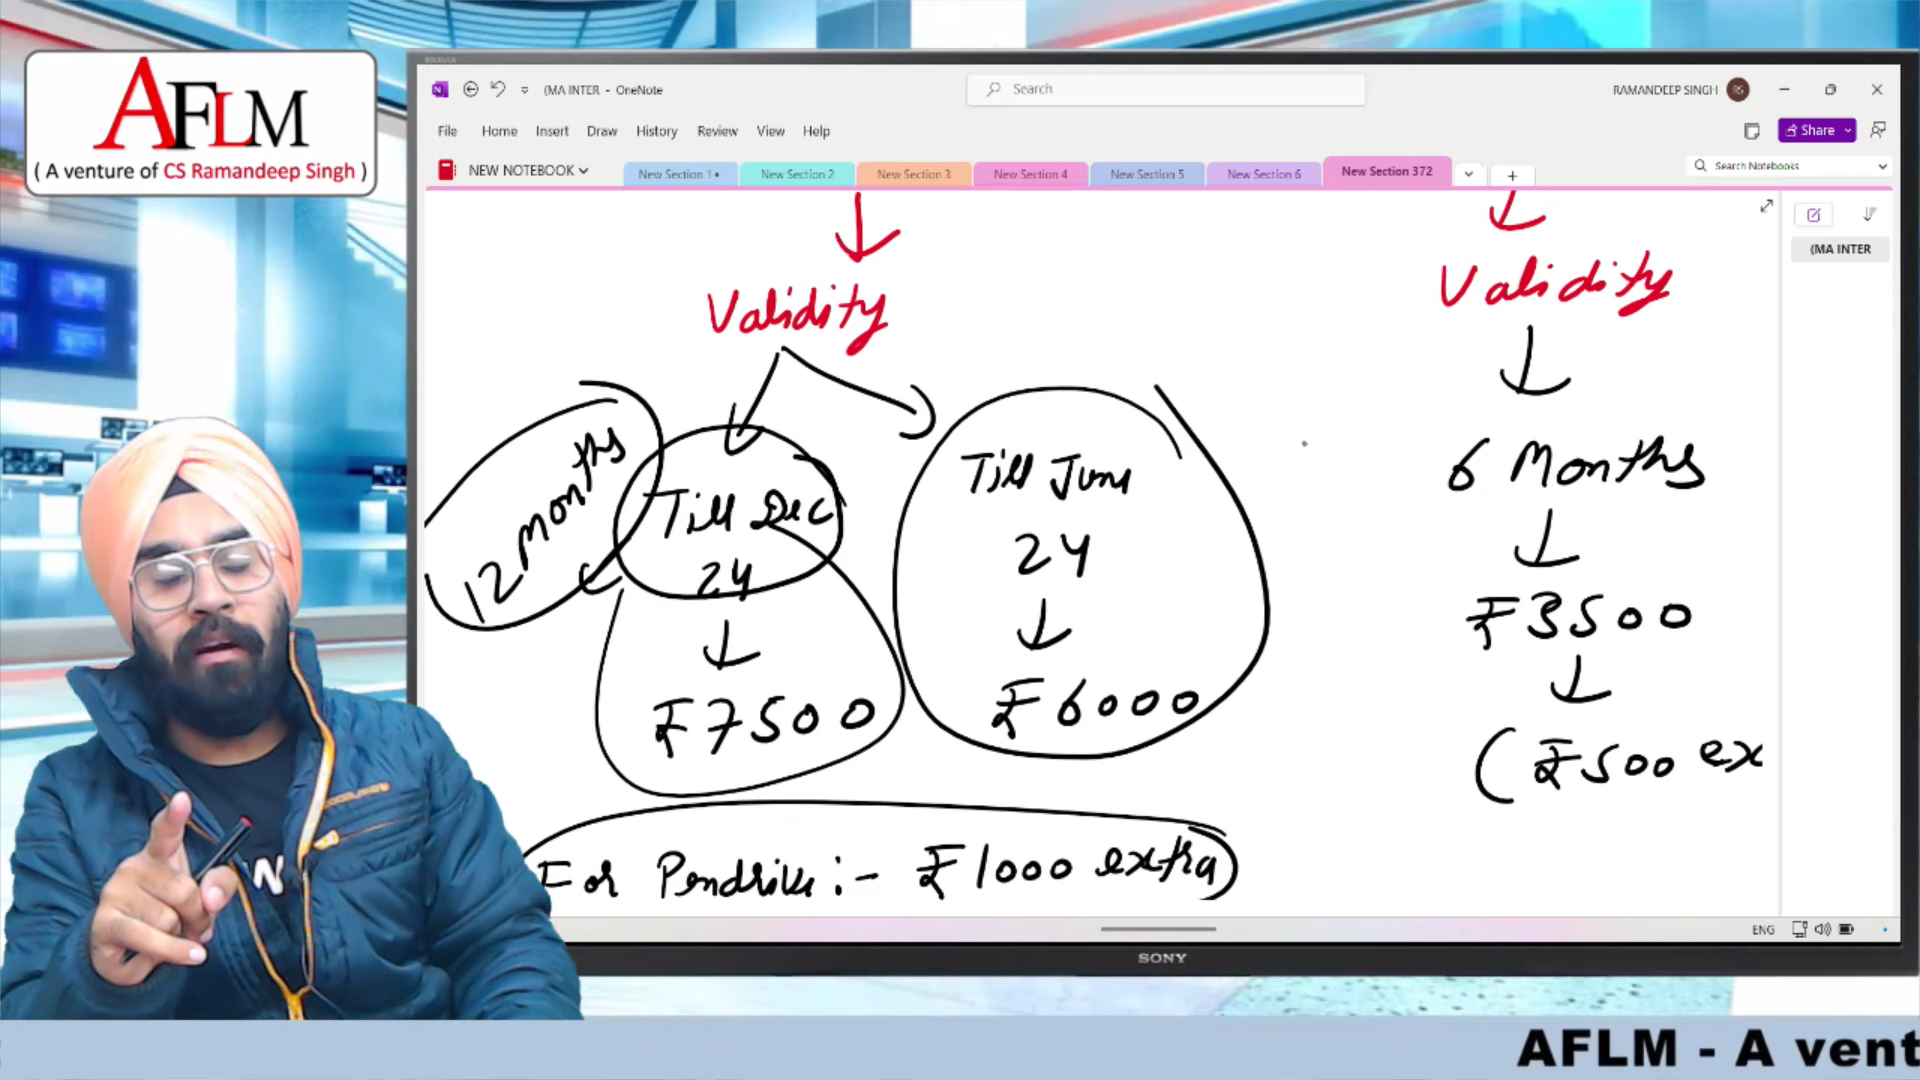 AFLM
( A venture of CS Ramandeep Singh )
BRAVIA
(MA INTER - OneNote
Search
RAMANDEEP SINGH
RS
File Home Insert Draw History Review View Help
Share
NEW NOTEBOOK
New Section 1
New Section 2
New Section 3
New Section 4
New Section 5
New Section 6
New Section 372
+
Search Notebooks
(MA INTER
Validity
12 months
Till Dec
24
₹7500
Till June
24
₹6000
For Pendrive :- ₹1000 extra
Validity
6 Months
₹3500
(₹500 ex
ENG
SONY
AFLM - A vent